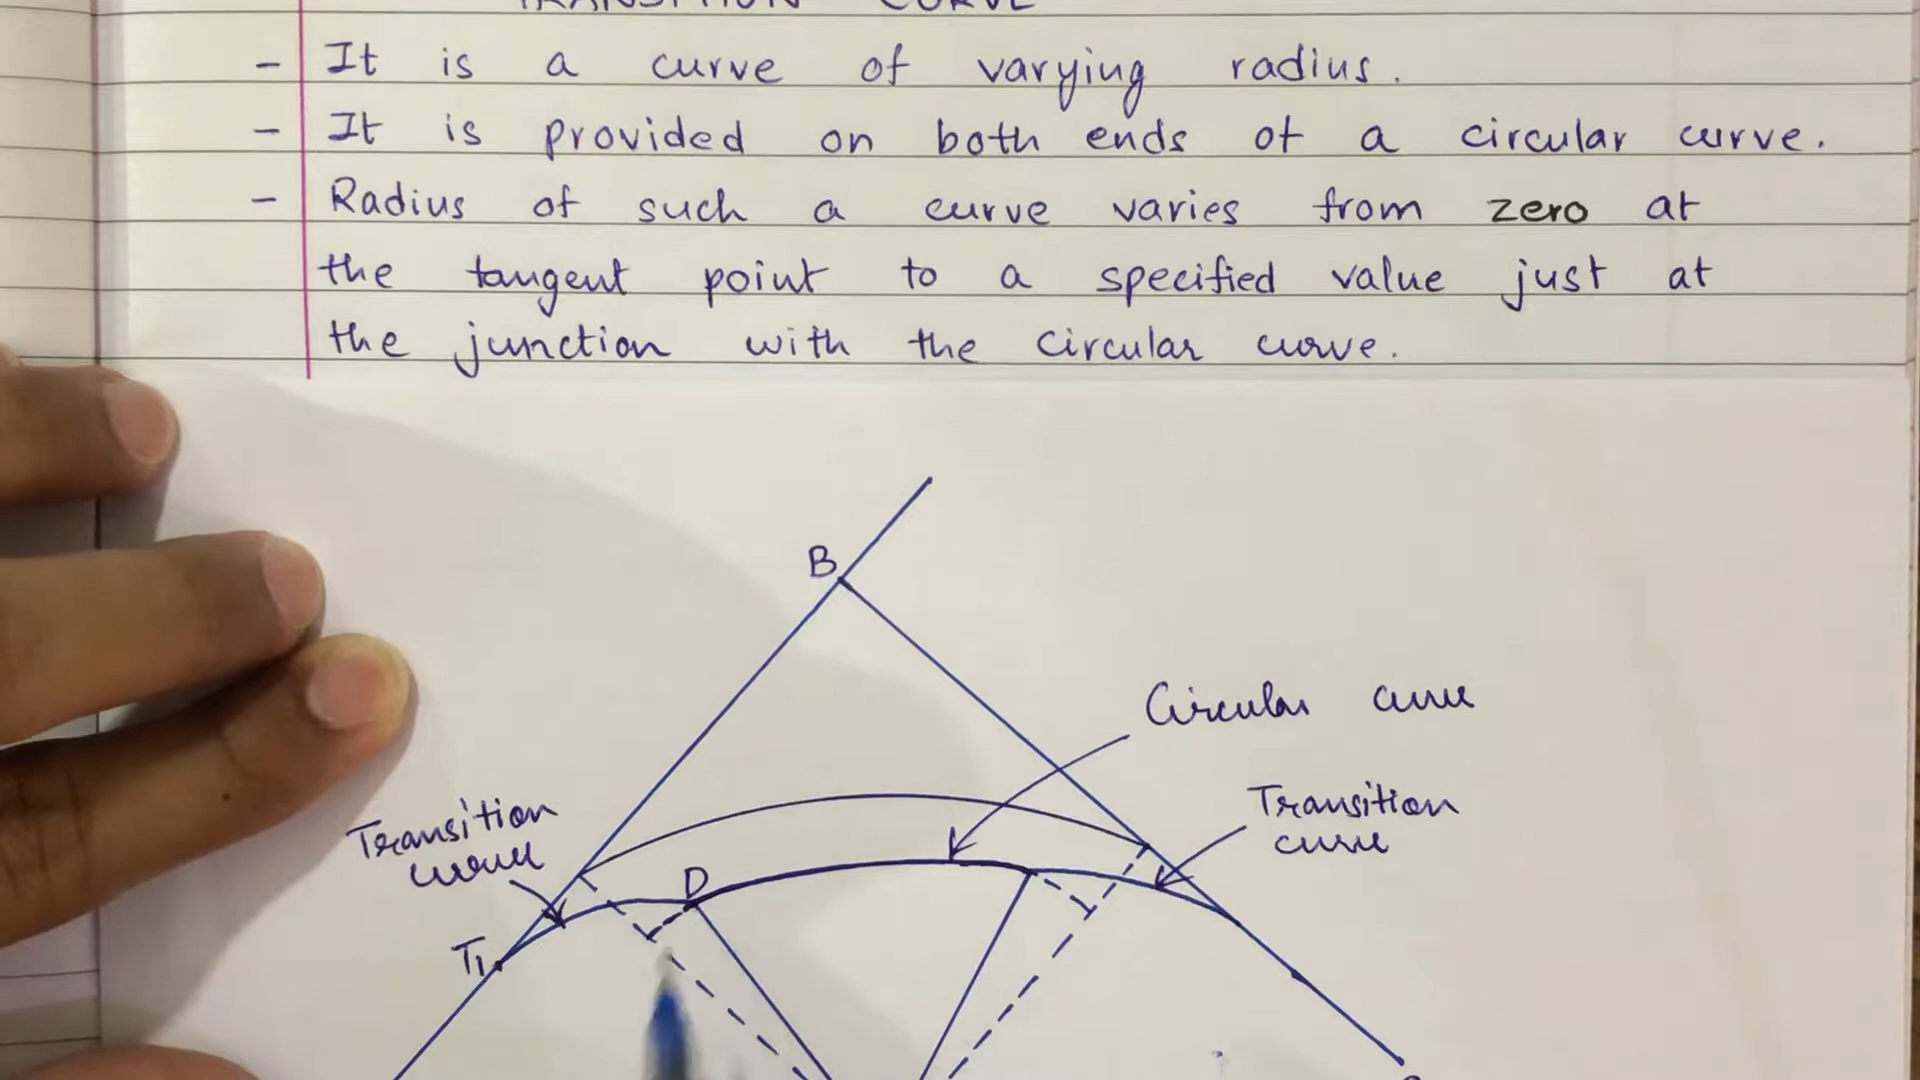 TRANSITION CURVE
- It is a curve of varying radius.
- It is provided on both ends of a circular curve.
- Radius of such a curve varies from zero at
the tangent point to a specified value just at
the junction with the circular curve.
B
Circular curve
Transition
curve
Transition
curve
D
T1